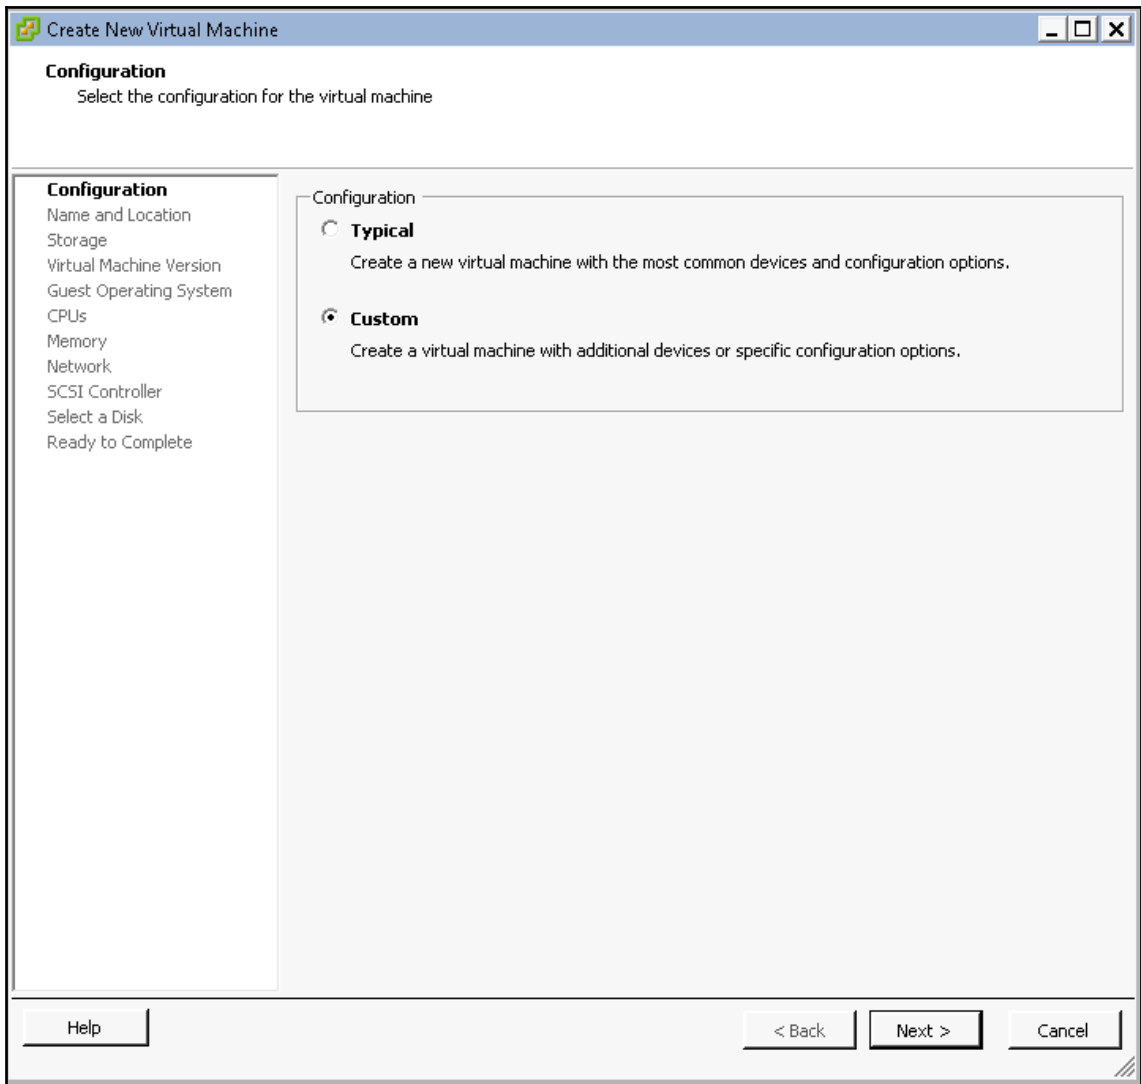 Create New Virtual Machine
Configuration
Select the configuration for the virtual machine
Configuration
Name and Location
Storage
Virtual Machine Version
Guest Operating System
CPUs
Memory
Network
SCSI Controller
Select a Disk
Ready to Complete
Configuration
Typical
Create a new virtual machine with the most common devices and configuration options.
Custom
Create a virtual machine with additional devices or specific configuration options.
Help
< Back
Next >
Cancel